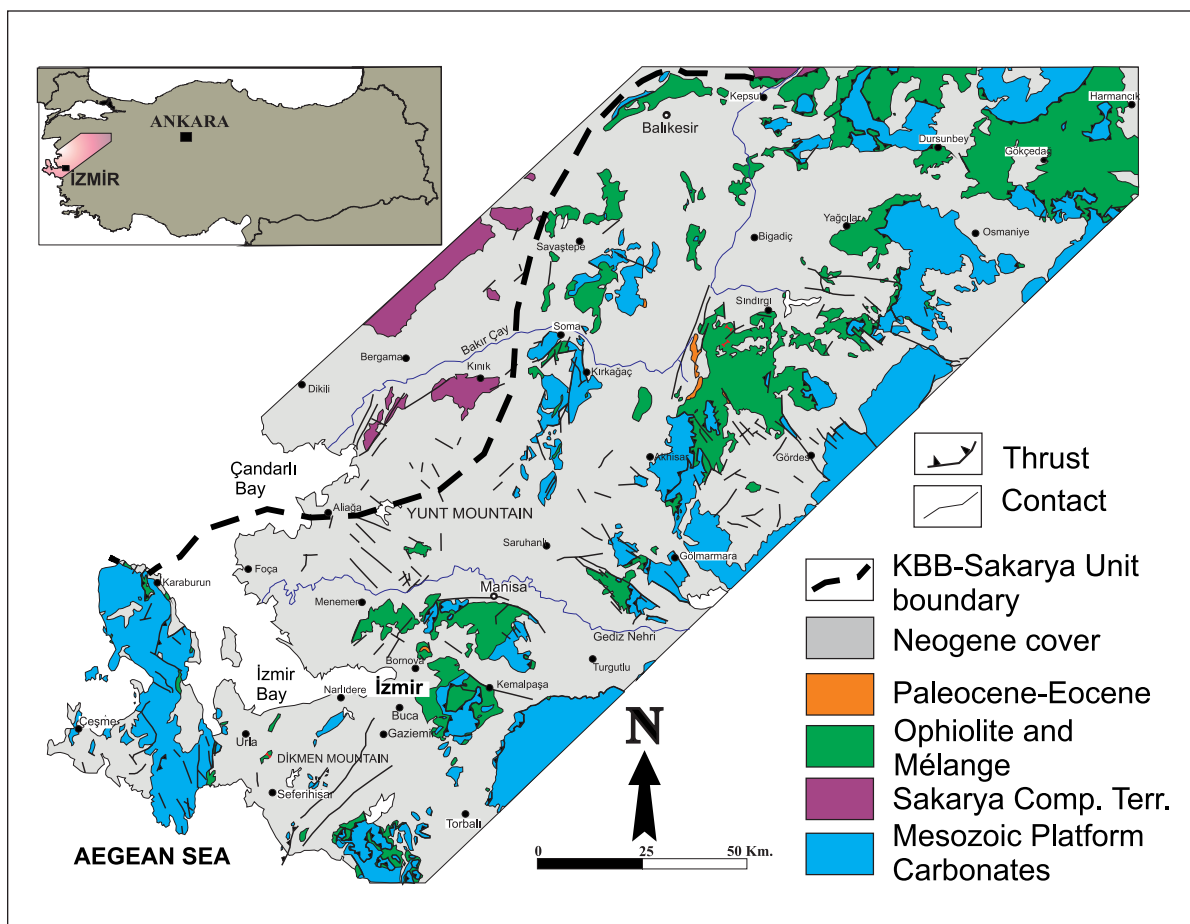 ANKARA
İZMİR
Kepsut
Harmancık
Balıkesir
Dursunbey
Gökçedağ
Yağcılar
Osmaniye
Savaştepe
Bigadiç
Sındırgı
Soma
Bakır Çay
Bergama
Kınık
Kırkağaç
Dikili
Akhisar
Gördes
Çandarlı
Bay
Aliağa
YUNT MOUNTAIN
Saruhanlı
Gölmarmara
Foça
Karaburun
Menemen
Manisa
Gediz Nehri
Turgutlu
Bornova
İzmir
Bay
Narlıdere
İzmir
Kemalpaşa
Buca
Çeşme
Urla
Gaziemir
DİKMEN MOUNTAIN
Seferihisar
Torbalı
AEGEAN SEA
N
0
25
50 Km.
Thrust
Contact
KBB-Sakarya Unit
boundary
Neogene cover
Paleocene-Eocene
Ophiolite and
Mélange
Sakarya Comp. Terr.
Mesozoic Platform
Carbonates